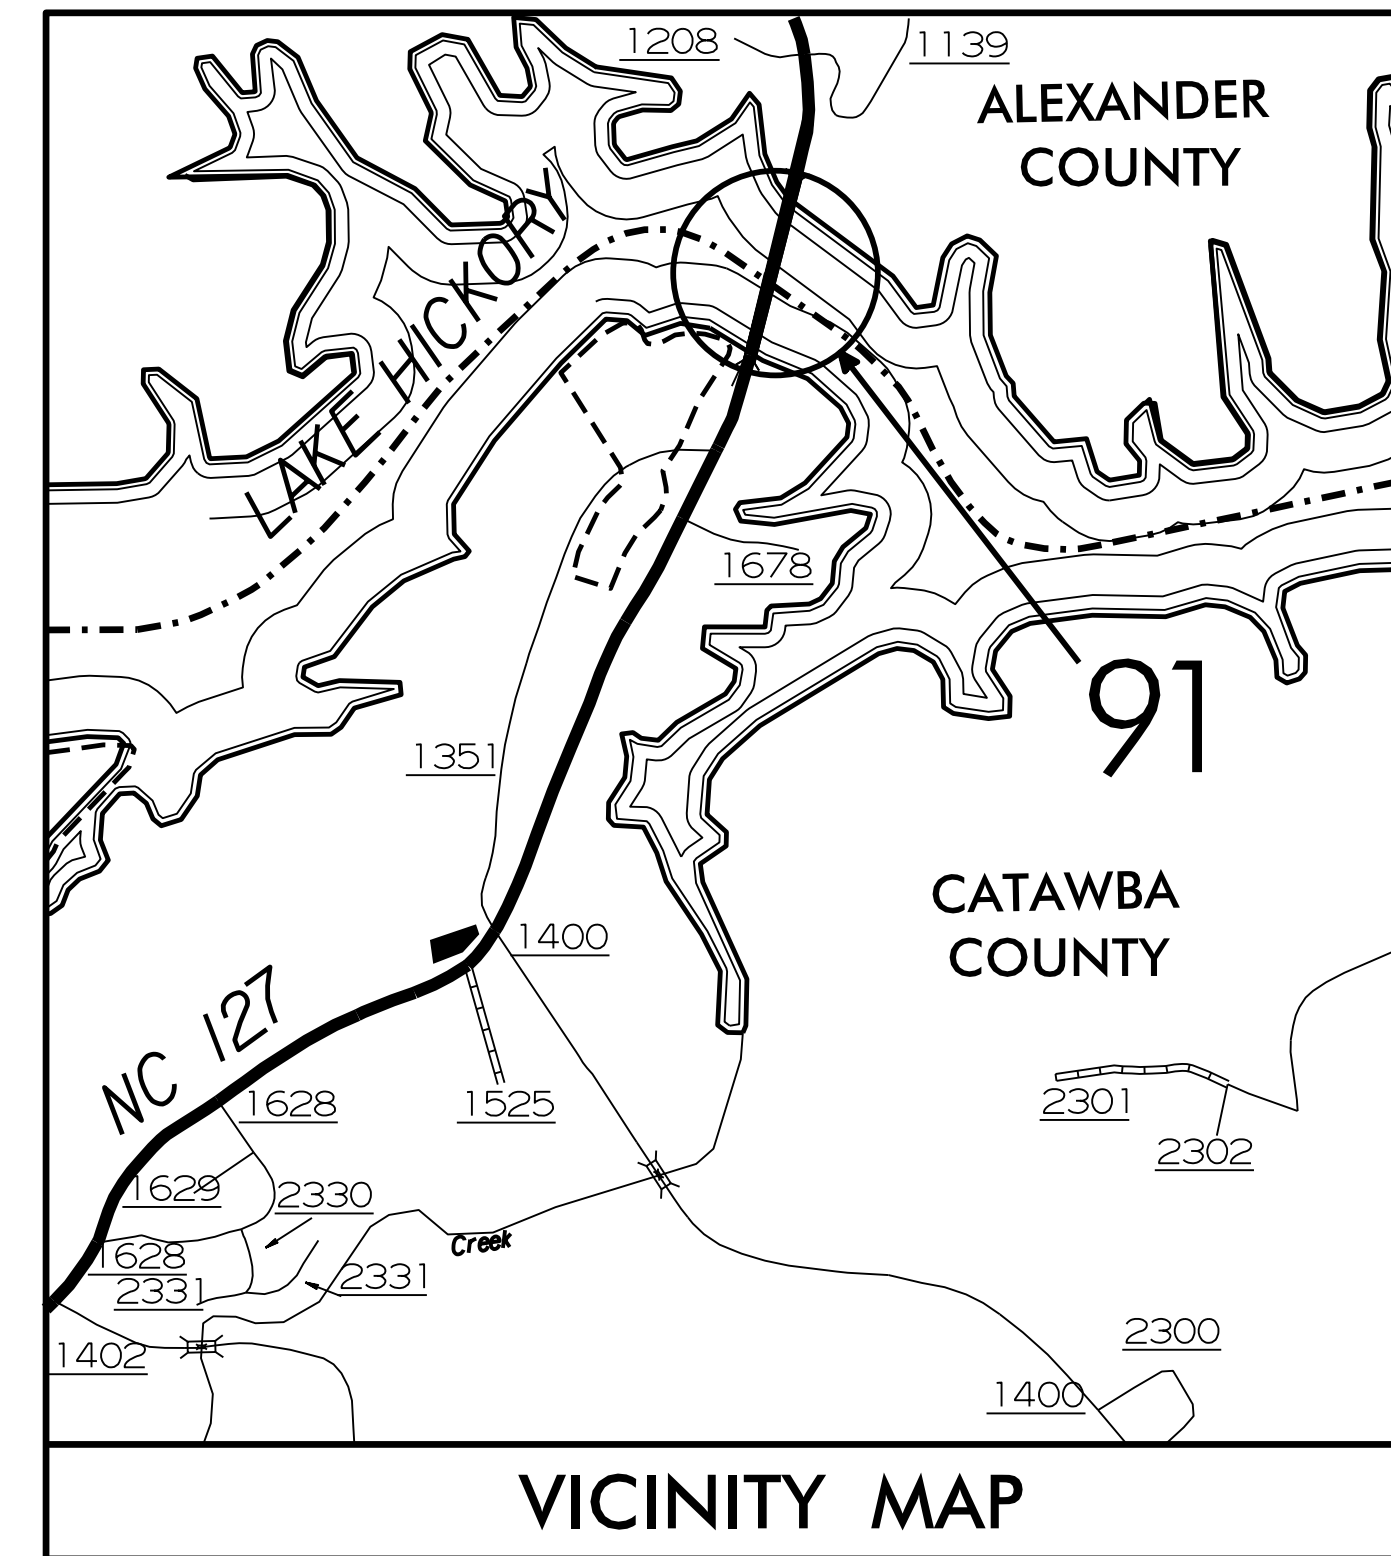 1208
1139
ALEXANDER
COUNTY
LAKE HICKORY
1678
91
1351
CATAWBA
COUNTY
1400
NC 127
1628
1525
2301
2302
1629
2330
Creek
1628
2331
2331
1402
2300
1400
VICINITY MAP